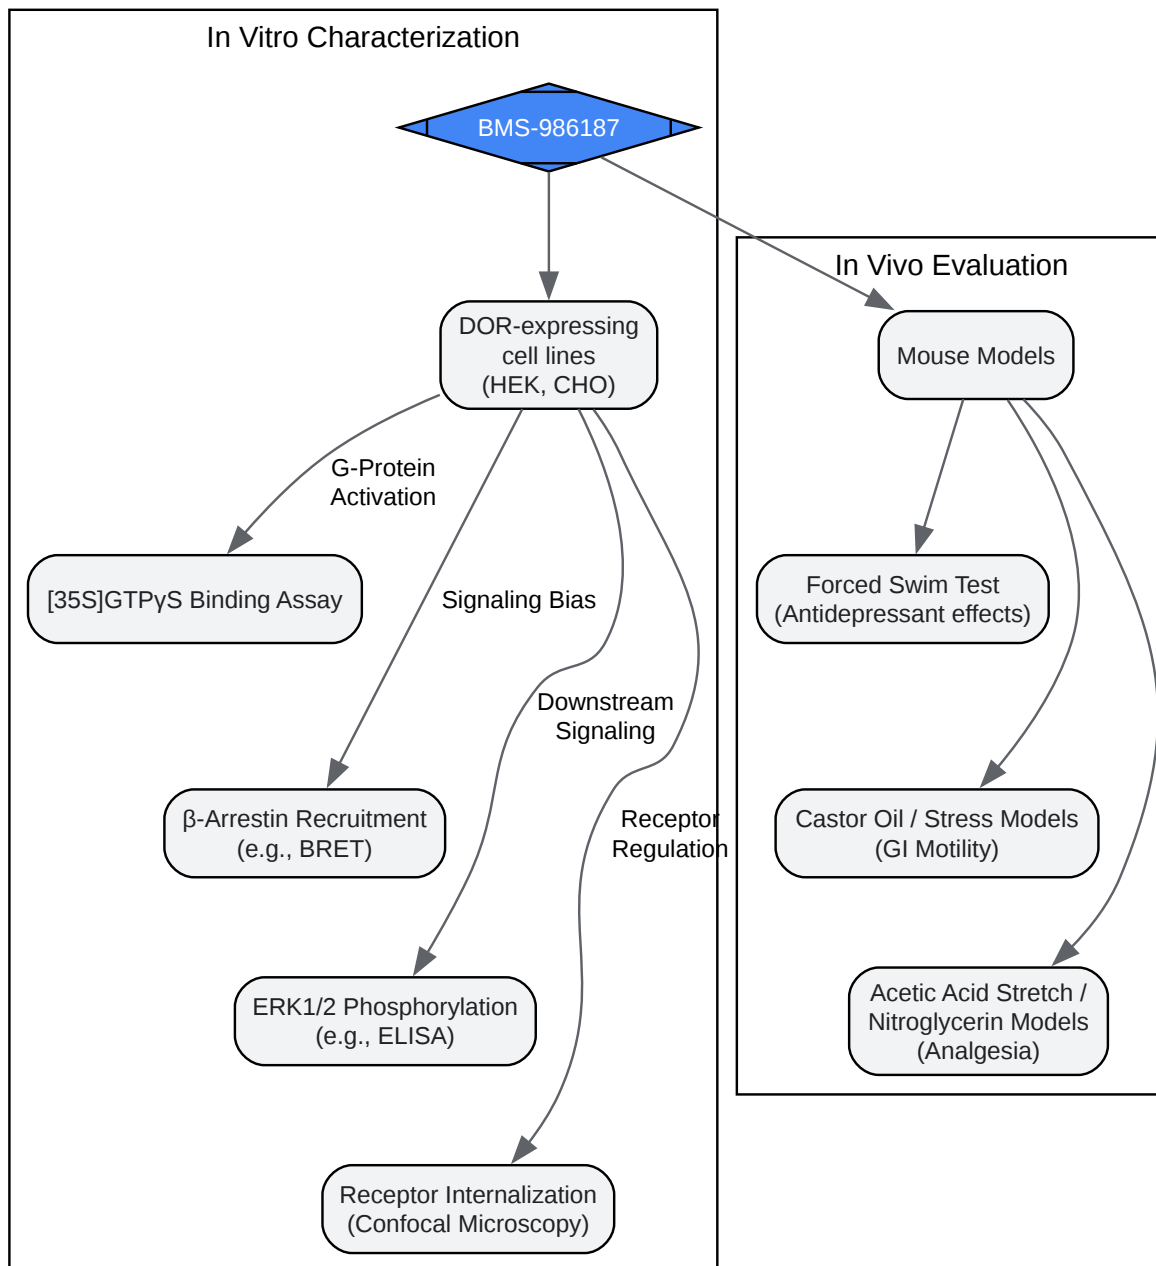 In Vitro Characterization
BMS-986187
In Vivo Evaluation
DOR-expressing
cell lines
(HEK, CHO)
Mouse Models
G-Protein
Activation
[35S]GTPγS Binding Assay
Signaling Bias
Forced Swim Test
(Antidepressant effects)
Downstream
Signaling
β-Arrestin Recruitment
(e.g., BRET)
Receptor
Regulation
Castor Oil / Stress Models
(GI Motility)
ERK1/2 Phosphorylation
(e.g., ELISA)
Acetic Acid Stretch /
Nitroglycerin Models
(Analgesia)
Receptor Internalization
(Confocal Microscopy)